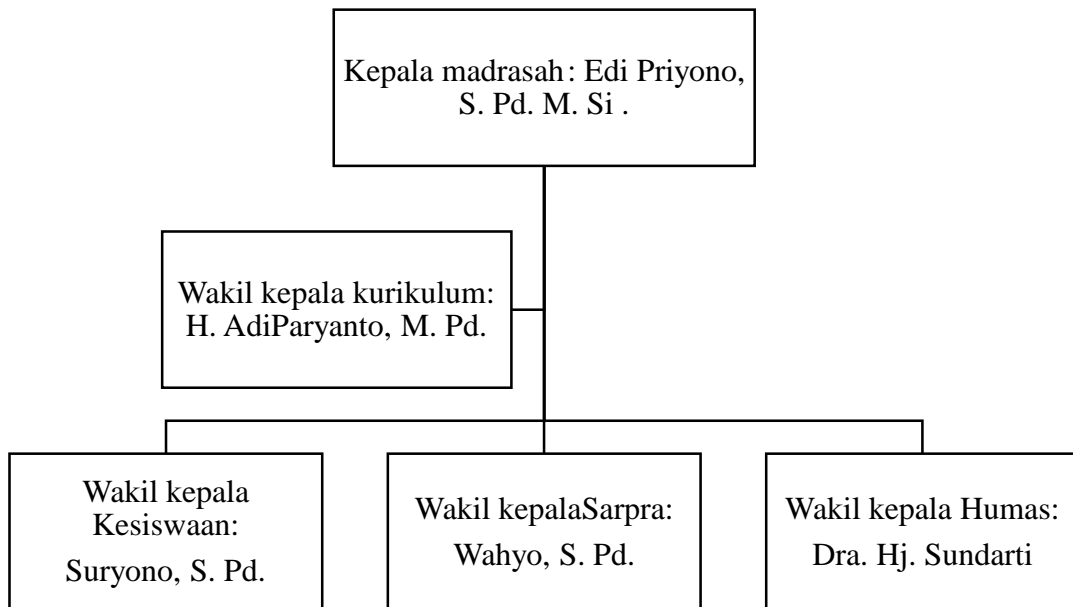 Kepala madrasah: Edi Priyono,
S. Pd. M. Si .
Wakil kepala kurikulum:
H. AdiParyanto, M. Pd.
Wakil kepala
Kesiswaan:
Suryono, S. Pd.
Wakil kepalaSarpra:
Wahyo, S. Pd.
Wakil kepala Humas:
Dra. Hj. Sundarti